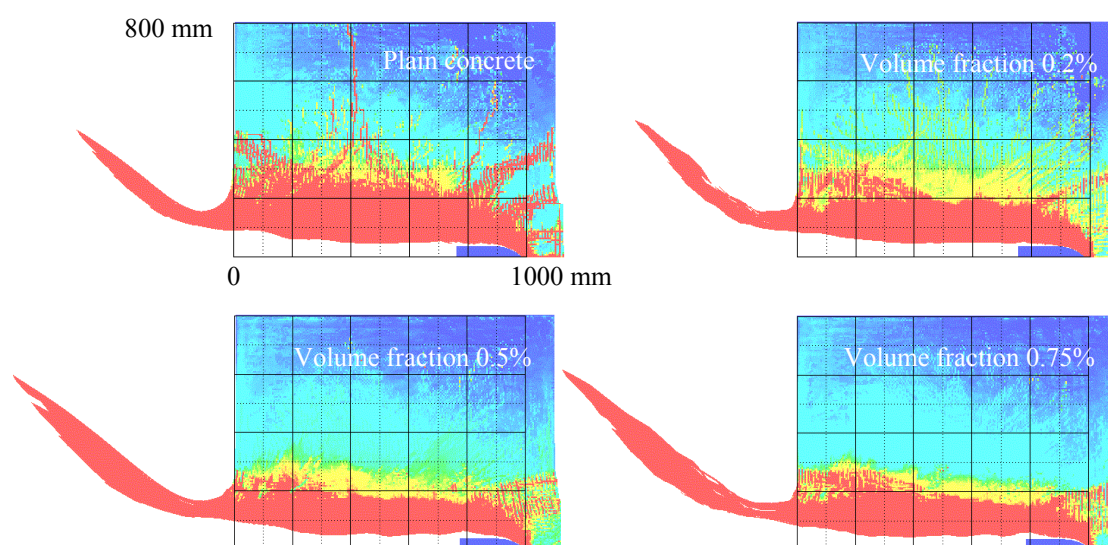 800 mm
Plain concrete
Volume fraction 0.2%
0
1000 mm
Volume fraction 0.5%
Volume fraction 0.75%